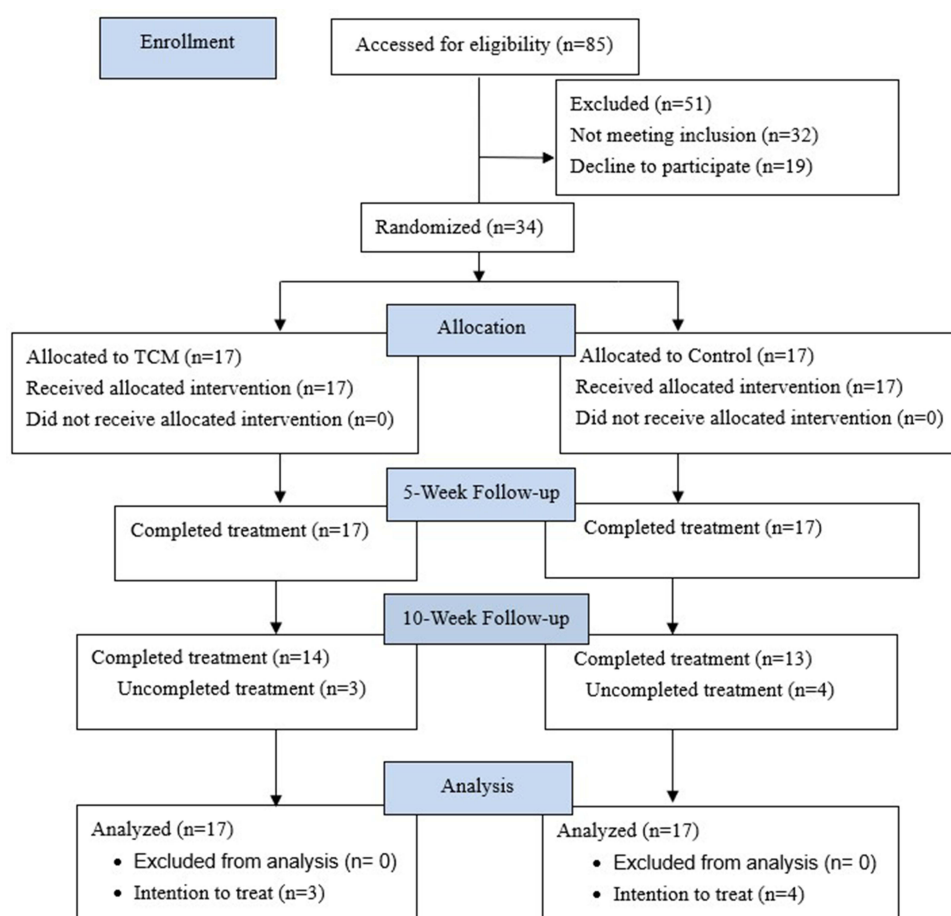 Enrollment
Accessed for eligibility (n=85)
Excluded (n=51)
Not meeting inclusion (n=32)
Decline to participate (n=19)
Randomized (n=34)
Allocation
Allocated to TCM (n=17)
Received allocated intervention (n=17)
Did not receive allocated intervention (n=0)
Allocated to Control (n=17)
Received allocated intervention (n=17)
Did not receive allocated intervention (n=0)
5-Week Follow-up
Completed treatment (n=17)
Completed treatment (n=17)
10-Week Follow-up
Completed treatment (n=14)
Uncompleted treatment (n=3)
Completed treatment (n=13)
Uncompleted treatment (n=4)
Analysis
Analyzed (n=17)
• Excluded from analysis (n= 0)
• Intention to treat (n=3)
Analyzed (n=17)
• Excluded from analysis (n= 0)
• Intention to treat (n=4)